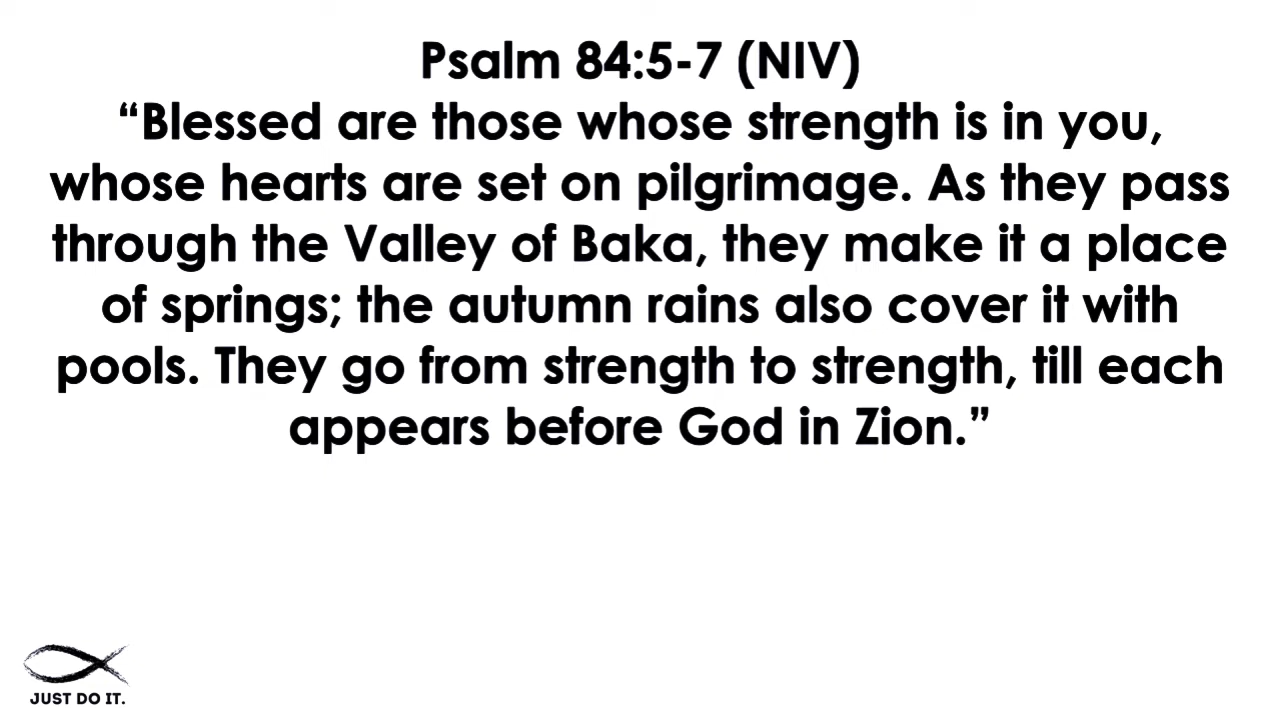 Psalm 84:5-7 (NIV)
“Blessed are those whose strength is in you,
whose hearts are set on pilgrimage. As they pass
through the Valley of Baka, they make it a place
of springs; the autumn rains also cover it with
pools. They go from strength to strength, till each
appears before God in Zion.”
JUST DO IT.